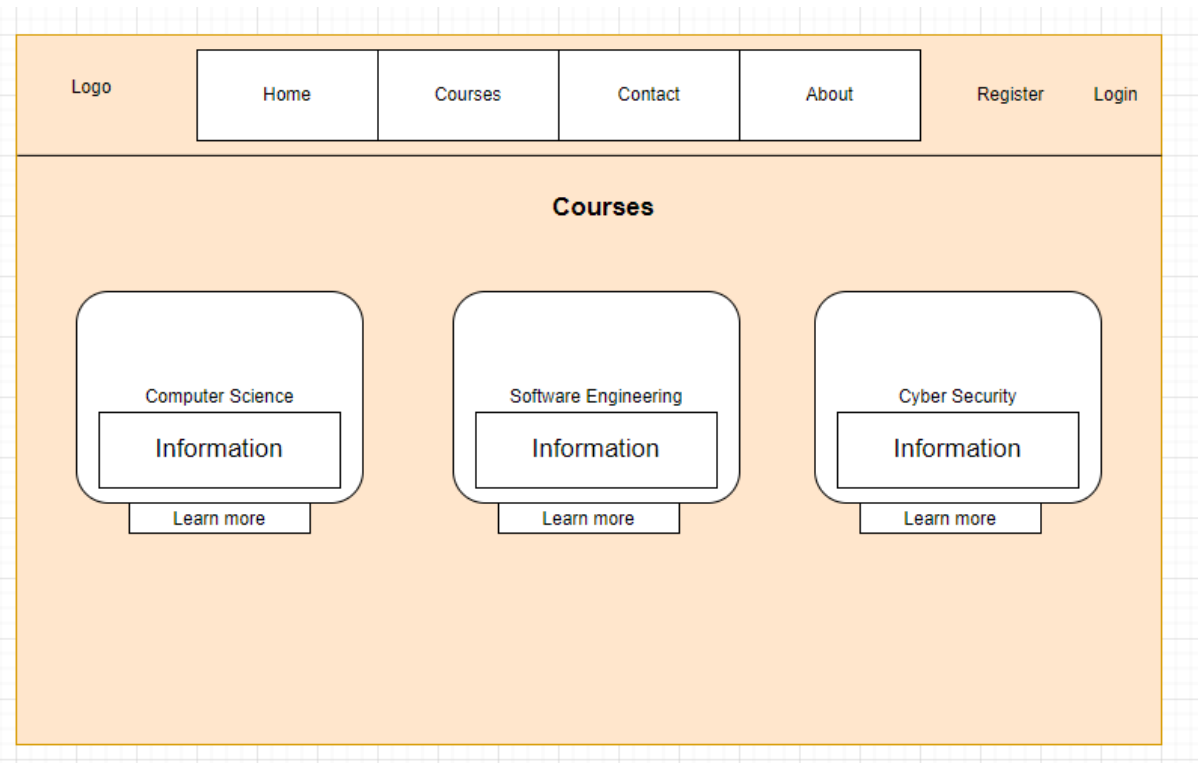 Logo
Home
Courses
Contact
About
Register
Login
Courses
Computer Science
Information
Learn more
Software Engineering
Information
Learn more
Cyber Security
Information
Learn more